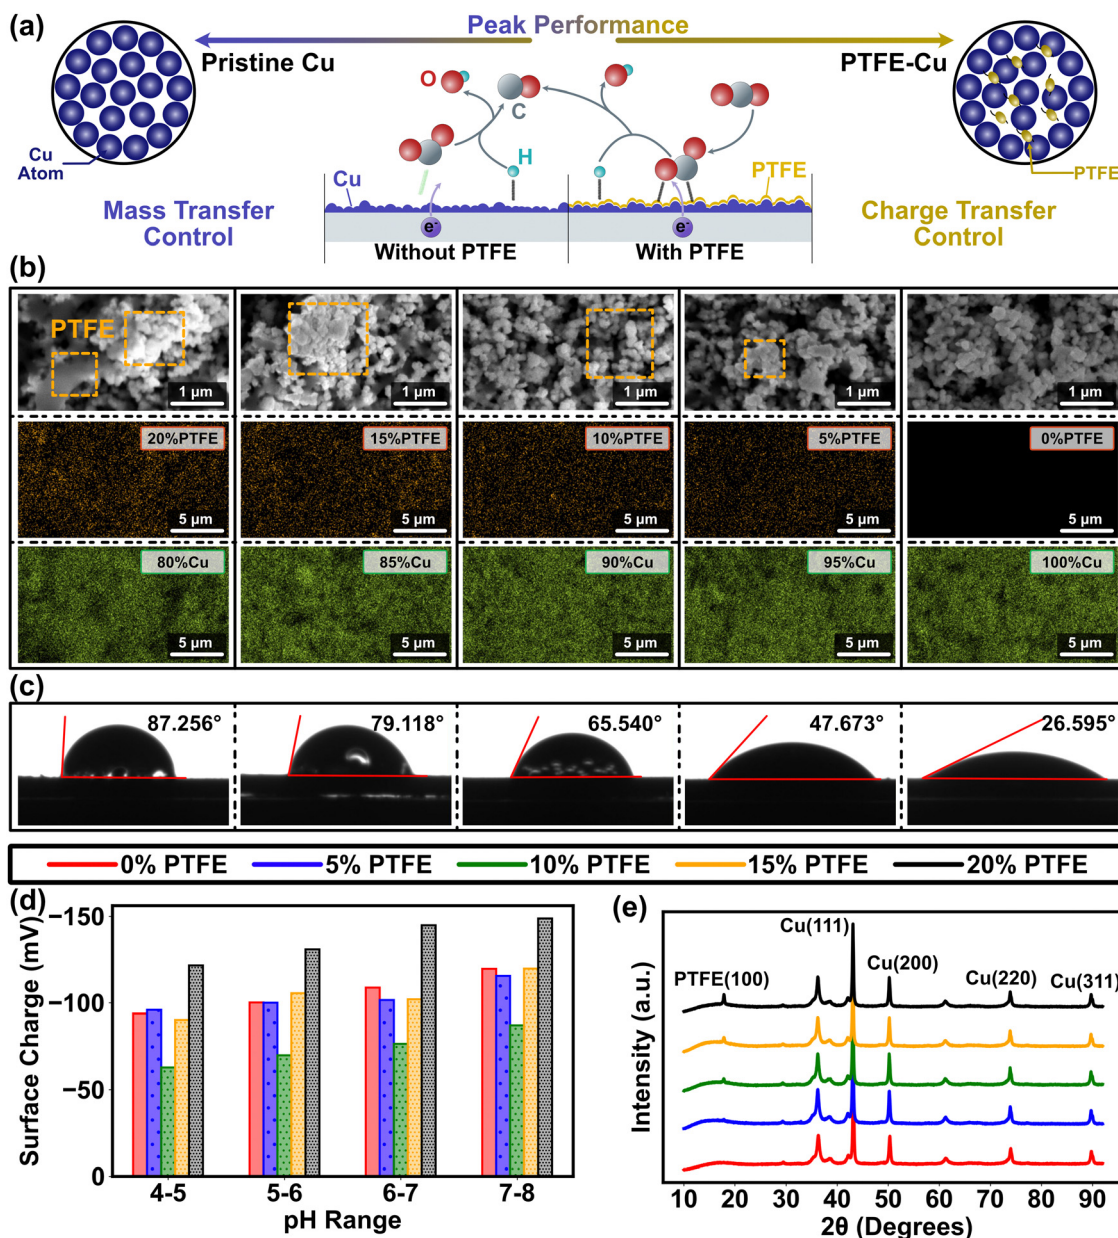 (a)
Peak Performance
Pristine Cu
PTFE-Cu
O
C
H
Cu
Atom
PTFE
Cu
PTFE
Mass Transfer
Control
Charge Transfer
Control
e-
e-
Without PTFE
With PTFE
(b)
PTFE
1 µm
1 µm
1 µm
1 µm
1 µm
20%PTFE
15%PTFE
10%PTFE
5%PTFE
0%PTFE
5 µm
5 µm
5 µm
5 µm
5 µm
80%Cu
85%Cu
90%Cu
95%Cu
100%Cu
5 µm
5 µm
5 µm
5 µm
5 µm
(c)
87.256°
79.118°
65.540°
47.673°
26.595°
0% PTFE
5% PTFE
10% PTFE
15% PTFE
20% PTFE
(d)
Surface Charge (mV)
−150
−100
−50
0
4-5
5-6
6-7
7-8
pH Range
(e)
Intensity (a.u.)
PTFE(100)
Cu(111)
Cu(200)
Cu(220)
Cu(311)
10
20
30
40
50
60
70
80
90
2θ (Degrees)